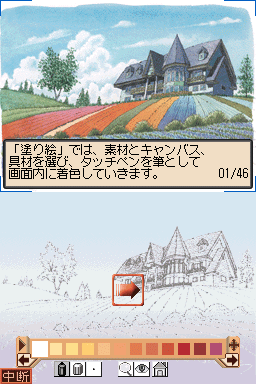 「塗り絵」では、素材とキャンバス、
具材を選び、タッチペンを筆として
画面内に着色していきます。
01/46
中断